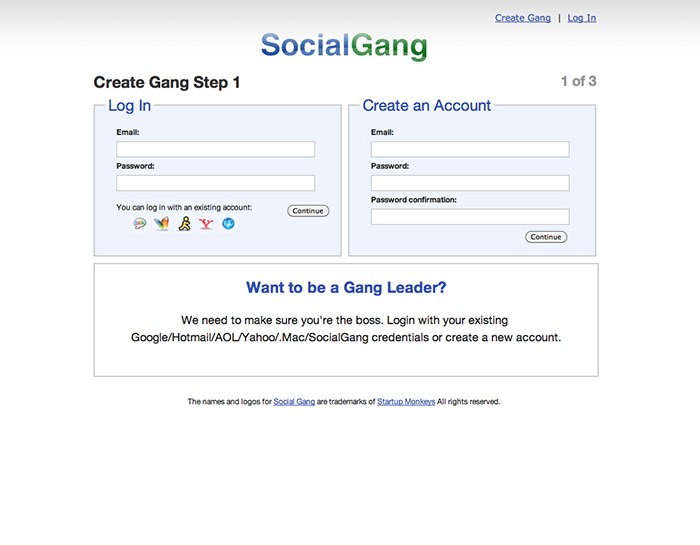 Create Gang | Log In
SocialGang
Create Gang Step 1
1 of 3
Log In
Email:
Password:
You can log in with an existing account:
Continue
Create an Account
Email:
Password:
Password confirmation:
Continue
Want to be a Gang Leader?
We need to make sure you're the boss. Login with your existing
Google/Hotmail/AOL/Yahoo/.Mac/SocialGang credentials or create a new account.
The names and logos for Social Gang are trademarks of Startup Monkeys All rights reserved.